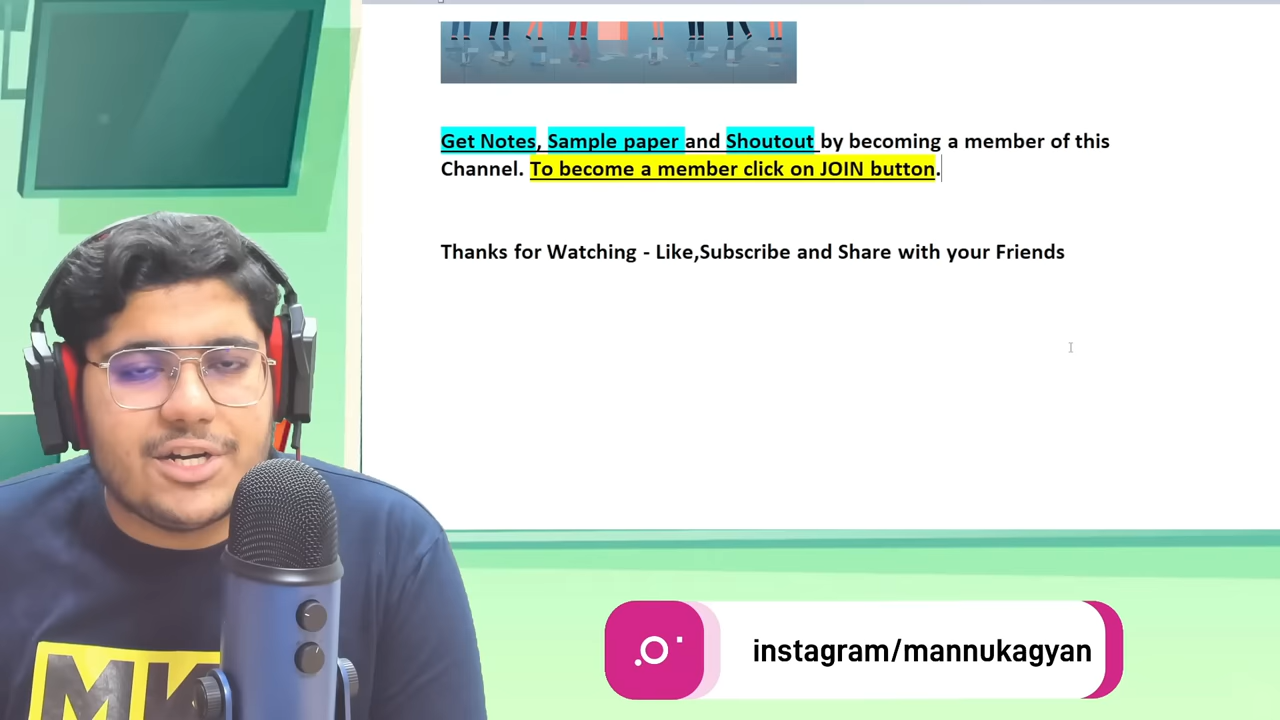 Get Notes, Sample paper and Shoutout by becoming a member of this
Channel. To become a member click on JOIN button.
Thanks for Watching - Like,Subscribe and Share with your Friends
MK
instagram/mannukagyan